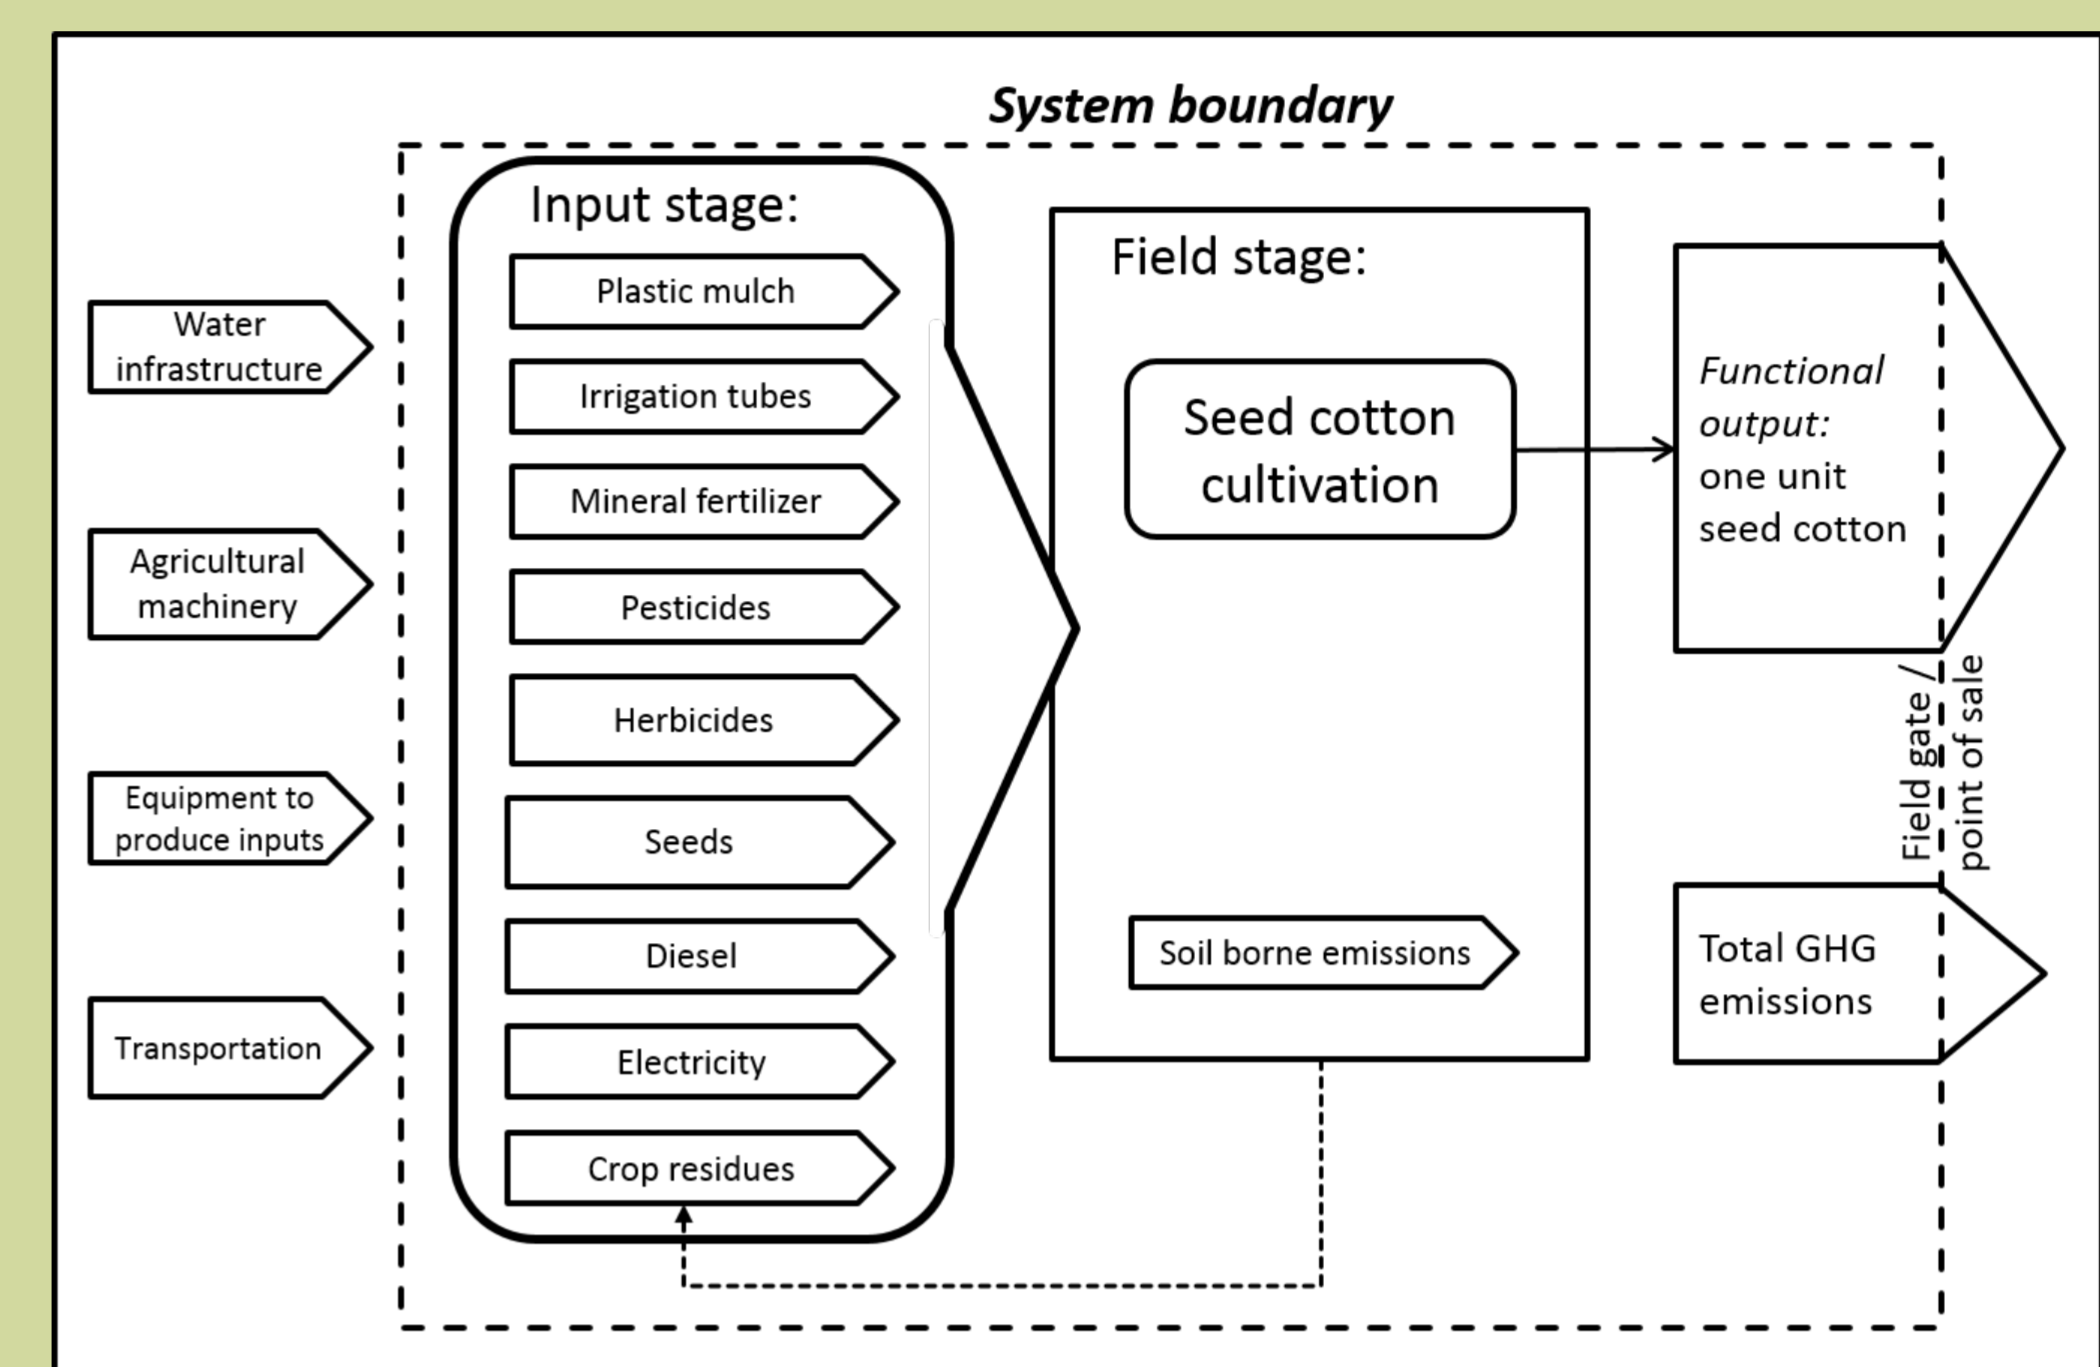 System boundary
Water
infrastructure
Agricultural
machinery
Equipment to
produce inputs
Transportation
Input stage:
Plastic mulch
Irrigation tubes
Mineral fertilizer
Pesticides
Herbicides
Seeds
Diesel
Electricity
Crop residues
Field stage:
Seed cotton
cultivation
Soil borne emissions
Functional
output:
one unit
seed cotton
Field gate /
point of sale
Total GHG
emissions